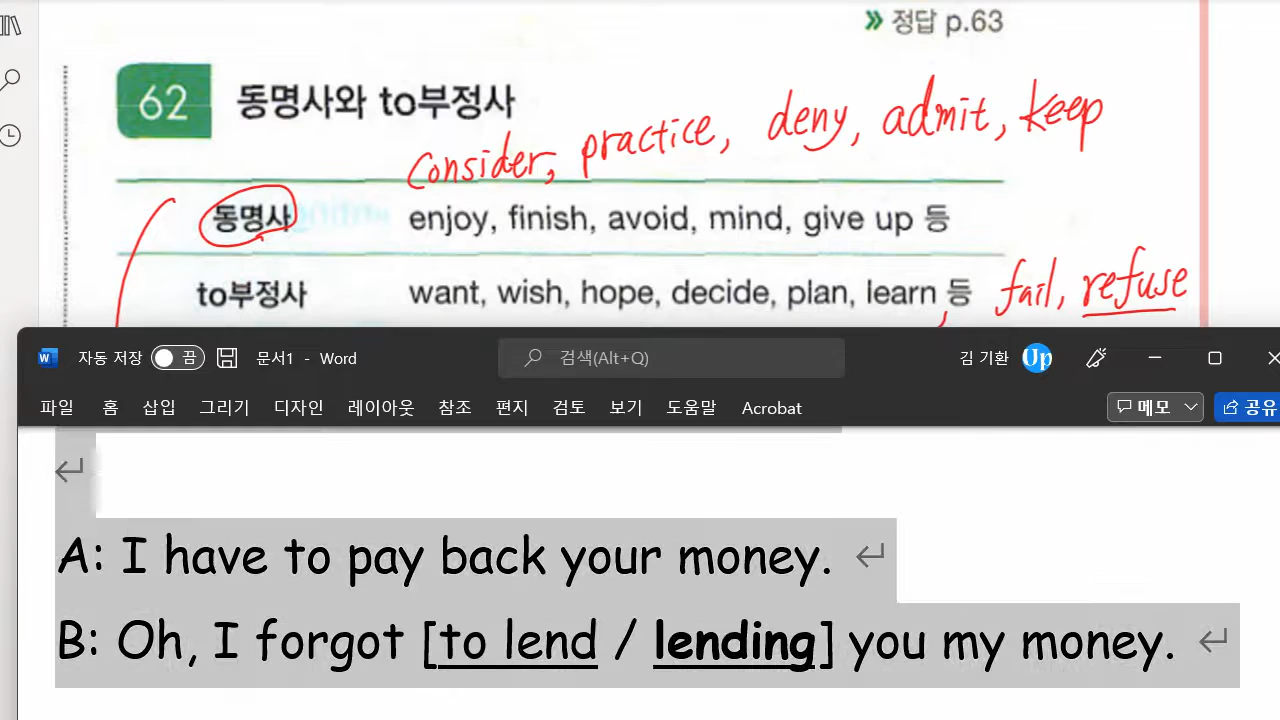 정답 p.63
62 동명사와 to부정사
consider, practice, deny, admit, keep
동명사 enjoy, finish, avoid, mind, give up 등
to부정사 want, wish, hope, decide, plan, learn 등, fail, refuse
자동 저장 끔 문서1 - Word 검색(Alt+Q) 김 기환 Up
파일 홈 삽입 그리기 디자인 레이아웃 참조 편지 검토 보기 도움말 Acrobat 메모 공유
A: I have to pay back your money.
B: Oh, I forgot [to lend / lending] you my money.